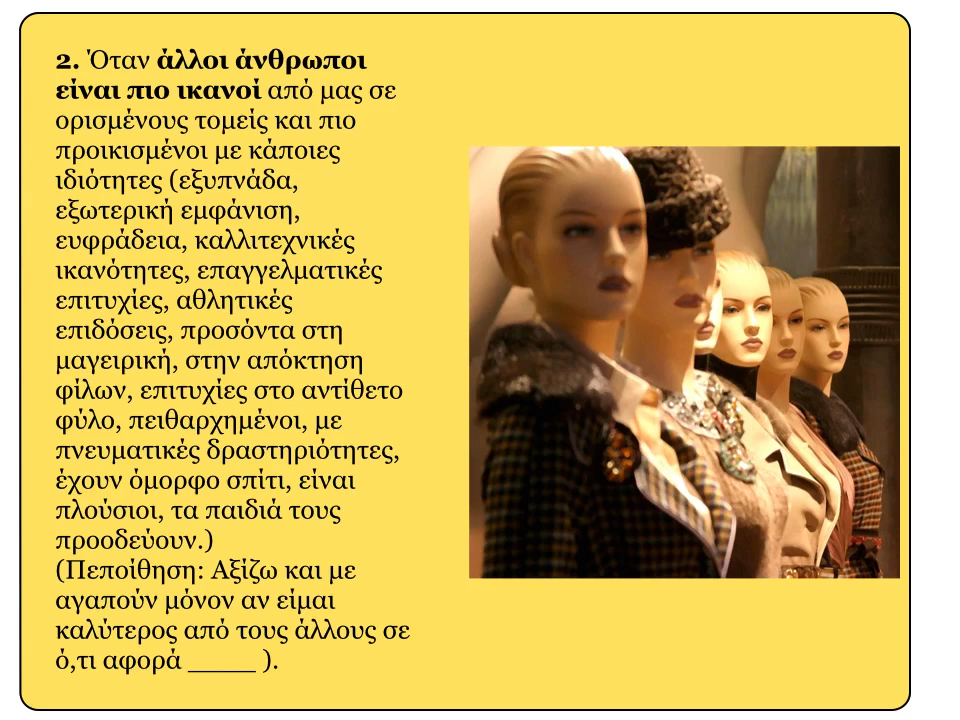 2. Όταν άλλοι άνθρωποι
είναι πιο ικανοί από μας σε
ορισμένους τομείς και πιο
προικισμένοι με κάποιες
ιδιότητες (εξυπνάδα,
εξωτερική εμφάνιση,
ευφράδεια, καλλιτεχνικές
ικανότητες, επαγγελματικές
επιτυχίες, αθλητικές
επιδόσεις, προσόντα στη
μαγειρική, στην απόκτηση
φίλων, επιτυχίες στο αντίθετο
φύλο, πειθαρχημένοι, με
πνευματικές δραστηριότητες,
έχουν όμορφο σπίτι, είναι
πλούσιοι, τα παιδιά τους
προοδεύουν.)
(Πεποίθηση: Αξίζω και με
αγαπούν μόνον αν είμαι
καλύτερος από τους άλλους σε
ό,τι αφορά _____ ).